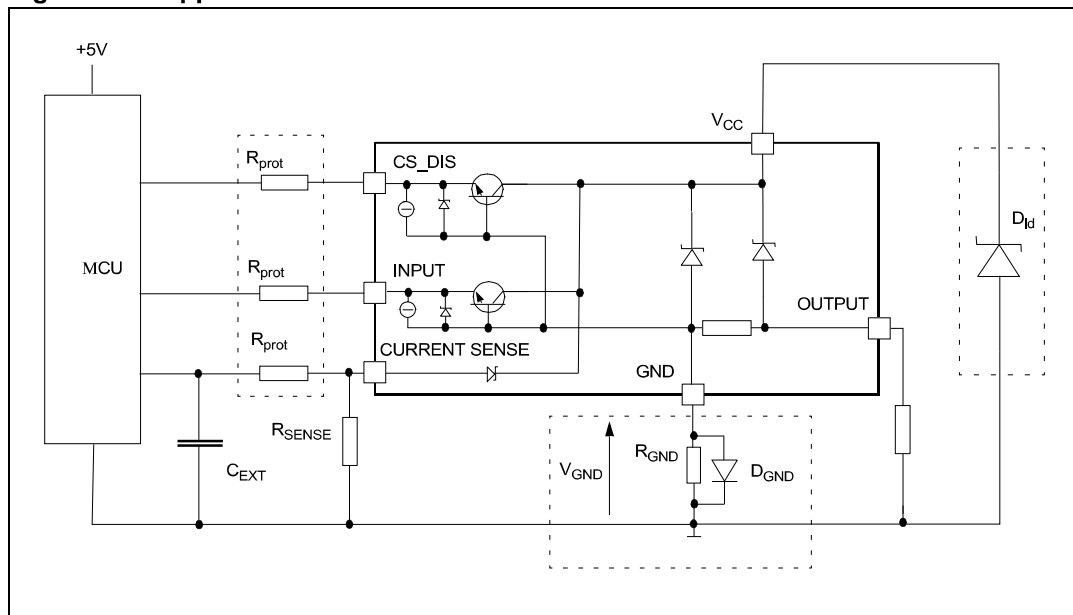 +5V
V_CC
R_prot
CS_DIS
D_ld
MCU
R_prot
INPUT
OUTPUT
R_prot
CURRENT SENSE
GND
R_SENSE
C_EXT
V_GND
R_GND
D_GND